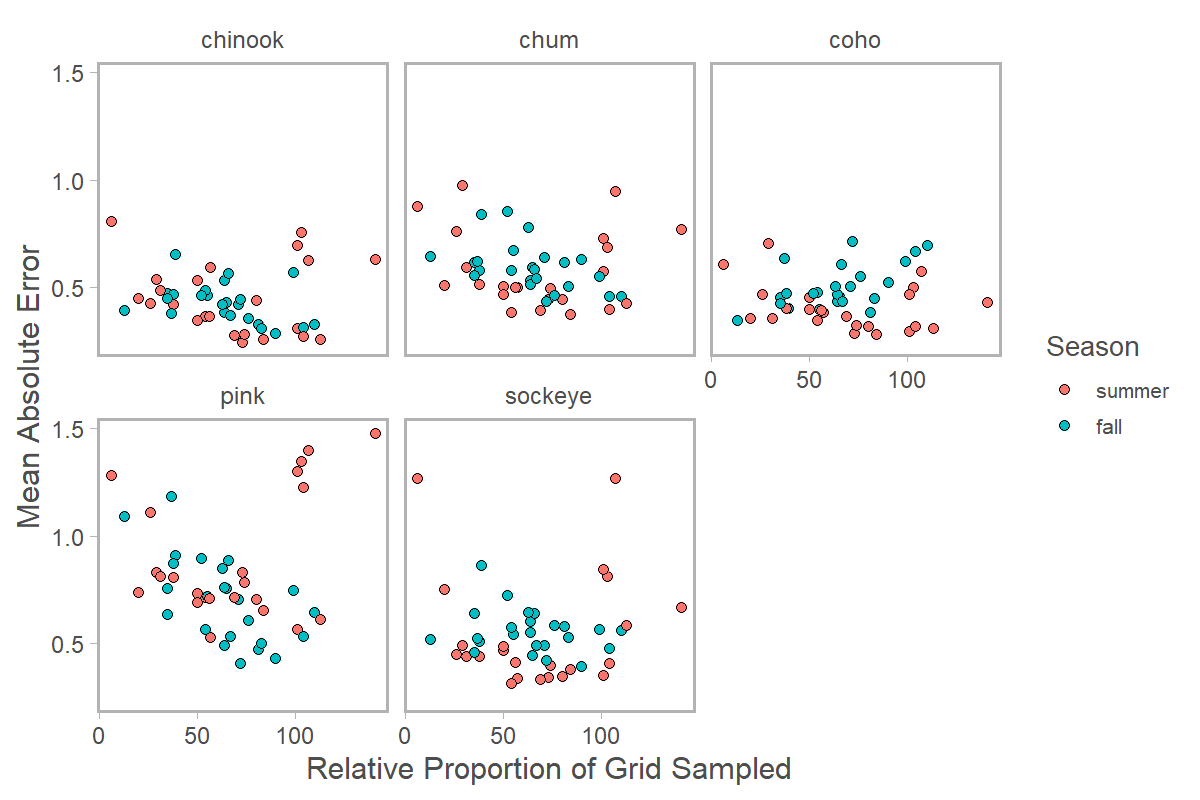 chinook chum coho
1.5
1.0
0.5
0 50 100
pink sockeye
1.5
1.0
0.5
0 50 100 0 50 100
Mean Absolute Error
Relative Proportion of Grid Sampled
Season
summer
fall